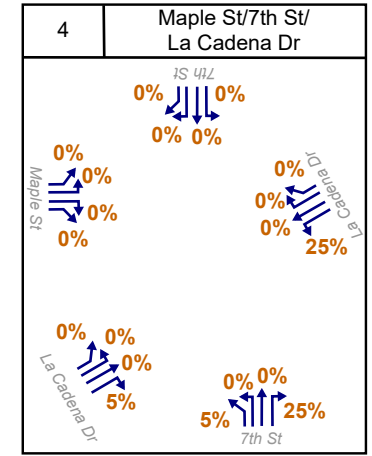 4
Maple St/7th St/
La Cadena Dr
7th St
0% 0%
0% 0%
0%
0%
Maple St
0%
0%
0%
La Cadena Dr
0%
0%
25%
0% 0%
0%
La Cadena Dr
5%
0% 0%
5% 25%
7th St